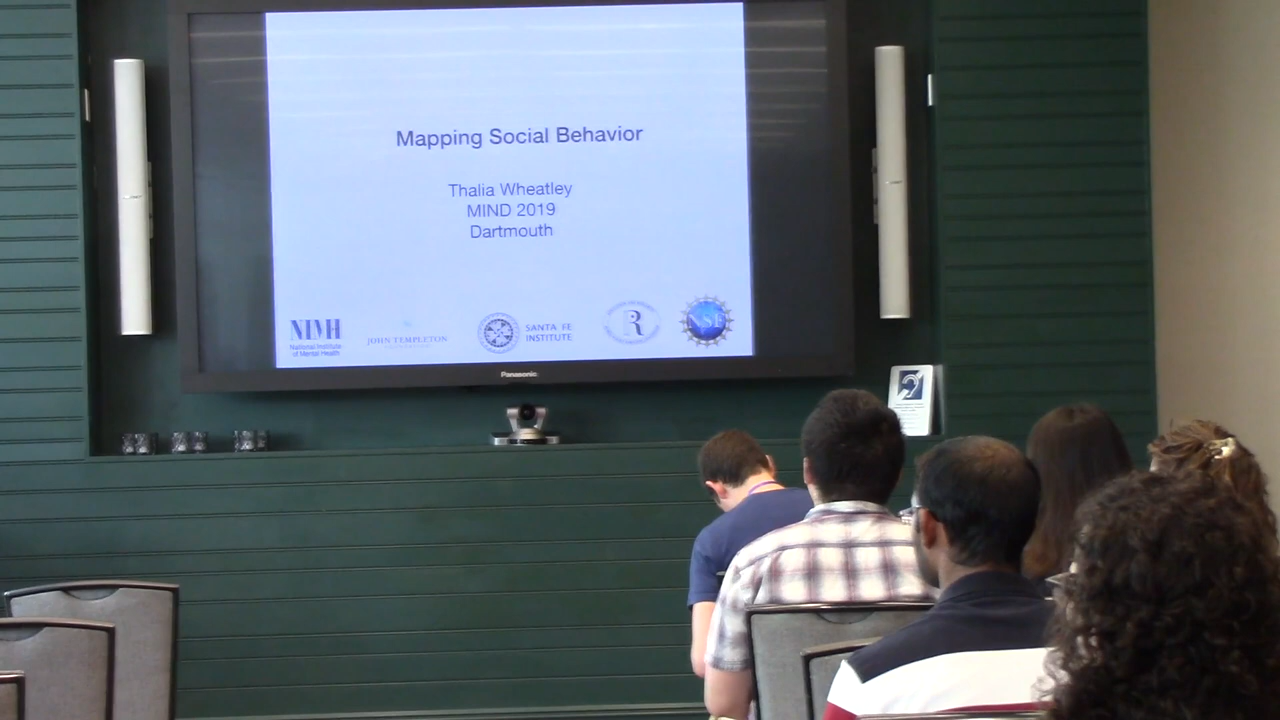 Mapping Social Behavior
Thalia Wheatley
MIND 2019
Dartmouth
NIMH
National Institute
of Mental Health
JOHN TEMPLETON
SANTA FE
INSTITUTE
R
NSF
Panasonic